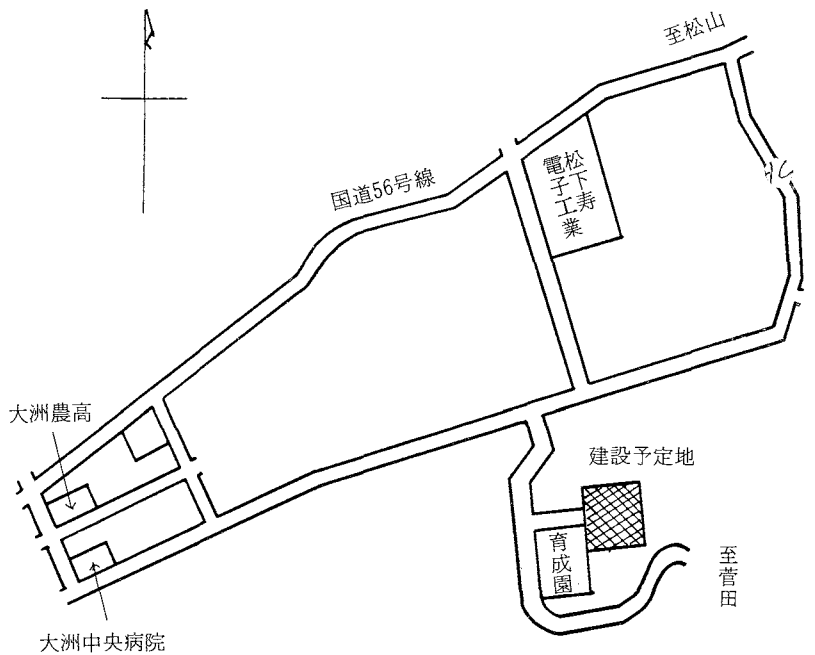 至松山
国道56号線
松下寿
電子工業
大洲農高
建設予定地
育成園
至菅田
大洲中央病院